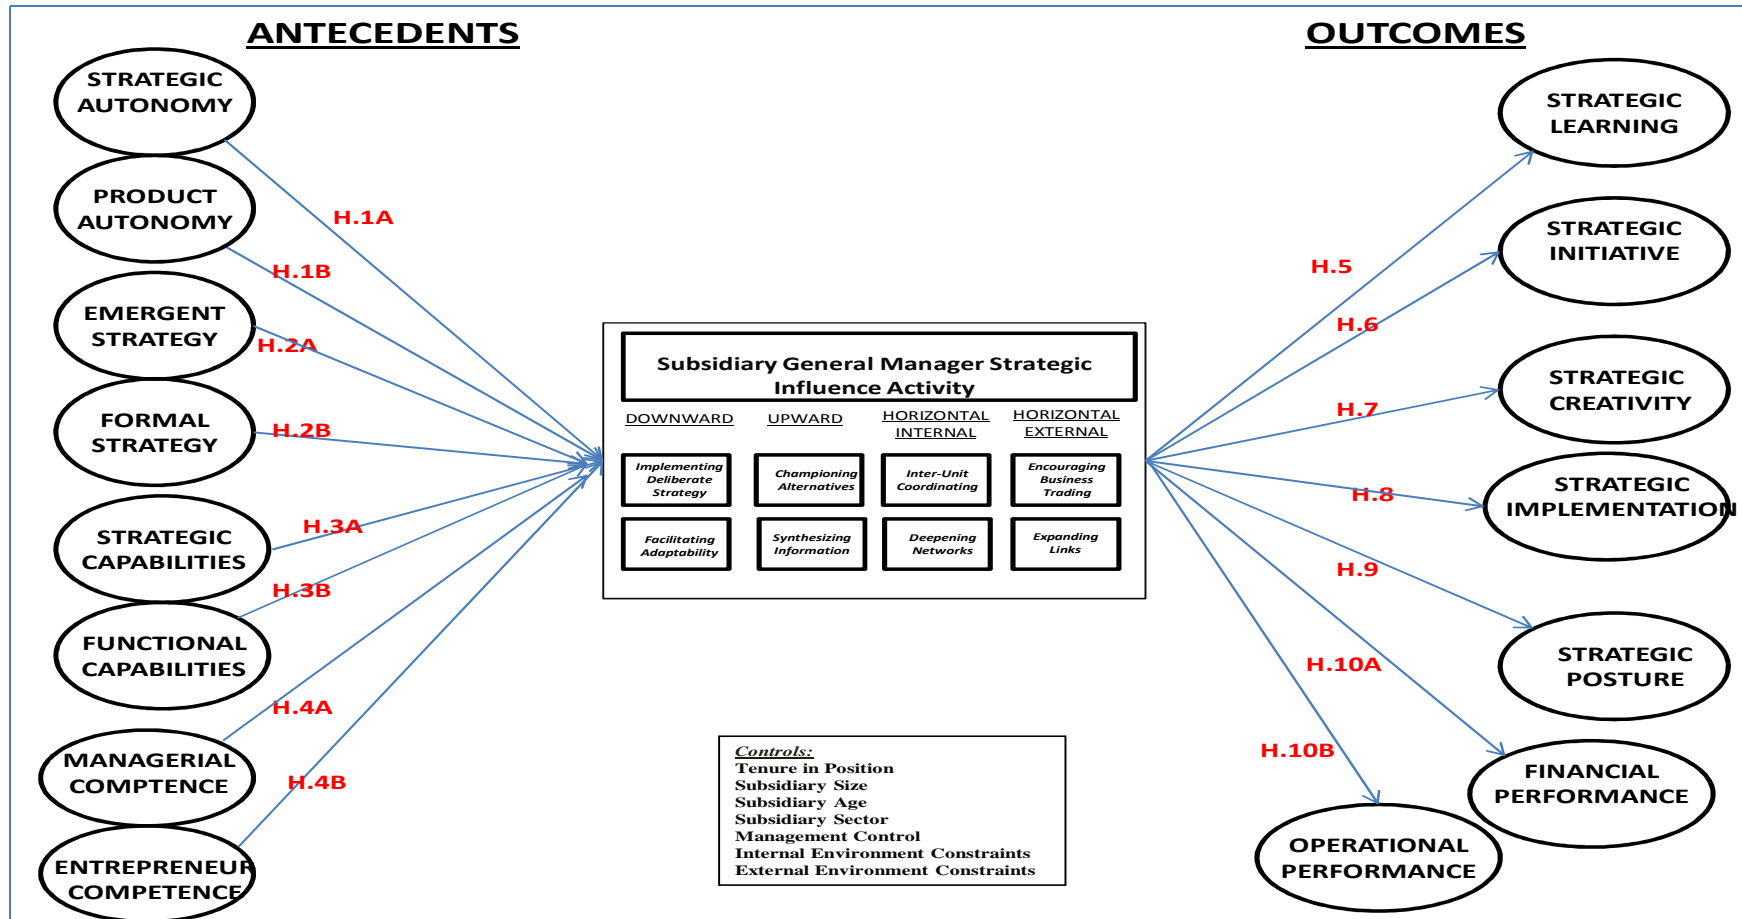 ANTECEDENTS
STRATEGIC
AUTONOMY
PRODUCT
AUTONOMY
EMERGENT
STRATEGY
FORMAL
STRATEGY
STRATEGIC
CAPABILITIES
FUNCTIONAL
CAPABILITIES
MANAGERIAL
COMPTENCE
ENTREPRENEUR
COMPETENCE
H.1A
H.1B
H.2A
H.2B
H.3A
H.3B
H.4A
H.4B
Subsidiary General Manager Strategic
Influence Activity
DOWNWARD
UPWARD
HORIZONTAL
INTERNAL
HORIZONTAL
EXTERNAL
Implementing
Deliberate
Strategy
Championing
Alternatives
Inter-Unit
Coordinating
Encouraging
Business
Trading
Facilitating
Adaptability
Synthesizing
Information
Deepening
Networks
Expanding
Links
Controls:
Tenure in Position
Subsidiary Size
Subsidiary Age
Subsidiary Sector
Management Control
Internal Environment Constraints
External Environment Constraints
OUTCOMES
H.5
H.6
H.7
H.8
H.9
H.10A
H.10B
STRATEGIC
LEARNING
STRATEGIC
INITIATIVE
STRATEGIC
CREATIVITY
STRATEGIC
IMPLEMENTATION
STRATEGIC
POSTURE
FINANCIAL
PERFORMANCE
OPERATIONAL
PERFORMANCE